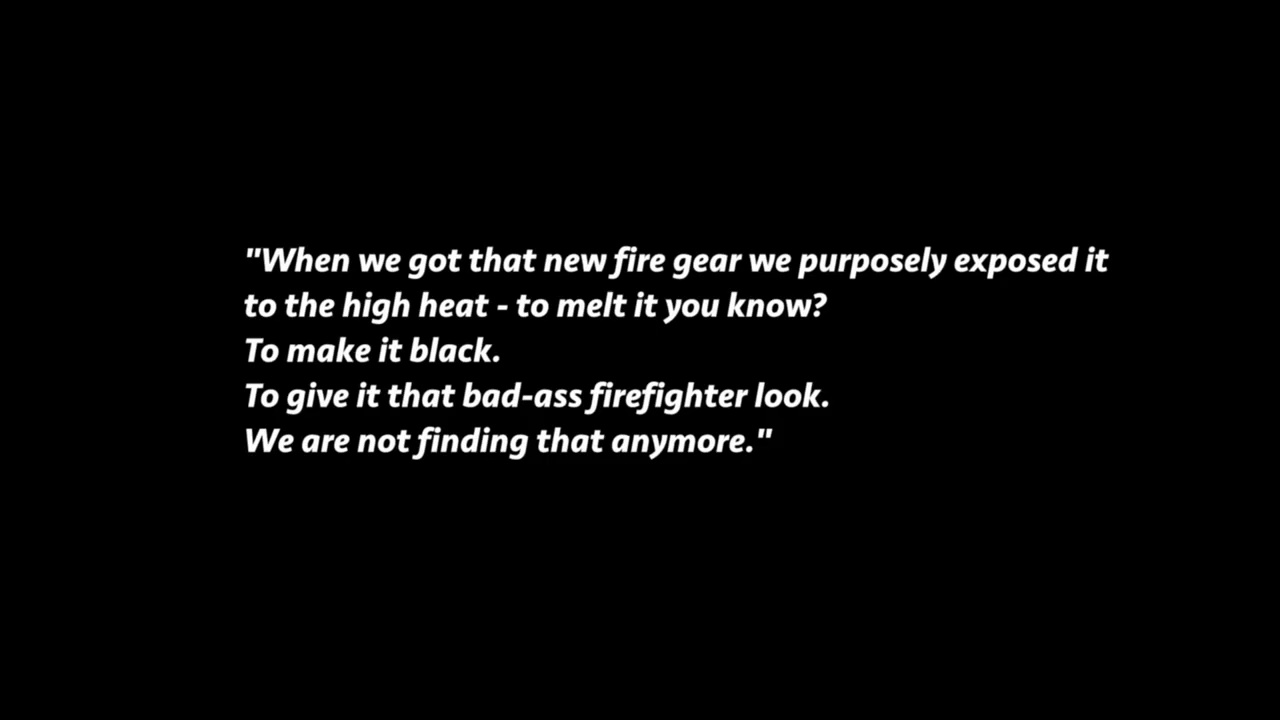 "When we got that new fire gear we purposely exposed it
to the high heat - to melt it you know?
To make it black.
To give it that bad-ass firefighter look.
We are not finding that anymore."